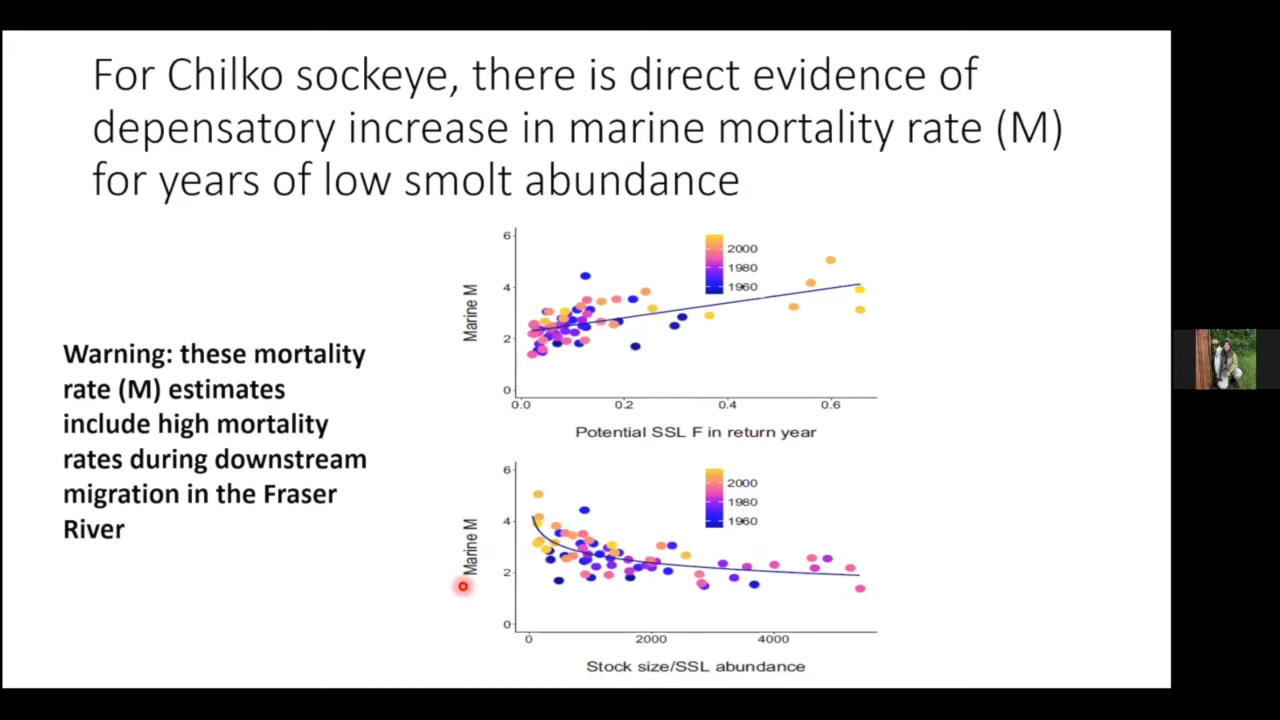 For Chilko sockeye, there is direct evidence of
depensatory increase in marine mortality rate (M)
for years of low smolt abundance
Warning: these mortality
rate (M) estimates
include high mortality
rates during downstream
migration in the Fraser
River
6
4
2
0
Marine M
2000
1980
1960
0.0 0.2 0.4 0.6
Potential SSL F in return year
6
4
2
0
Marine M
2000
1980
1960
0 2000 4000
Stock size/SSL abundance